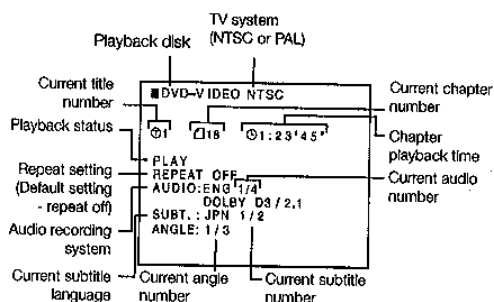 Playback disk
TV system
(NTSC or PAL)
Current title
number
Current chapter
number
Playback status
Chapter
playback time
Repeat setting
(Default setting
- repeat off)
Current audio
number
Audio recording
system
Current subtitle
language
Current angle
number
Current subtitle
number
DVD-VIDEO NTSC
T1 18 1:23'45"
PLAY
REPEAT OFF
AUDIO:ENG 1/4
DOLBY D3/2.1
SUBT.:JPN 1/2
ANGLE:1/3